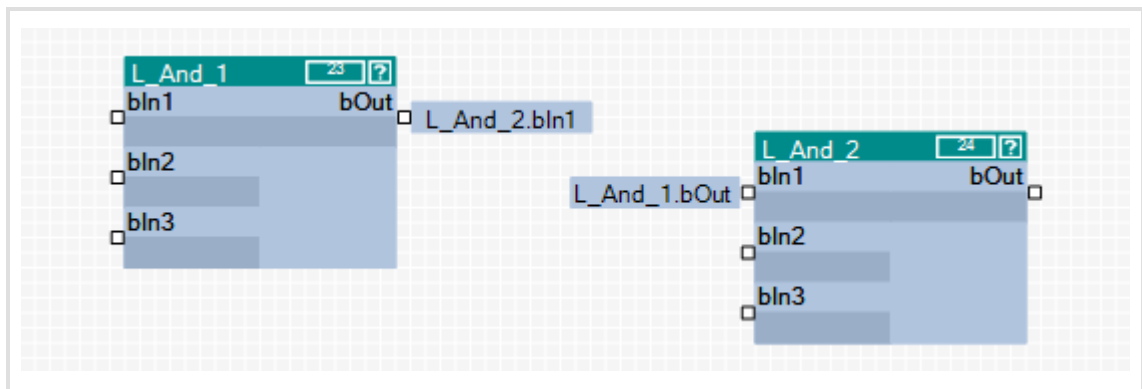 L_And_1 23 ?
bIn1 bOut
L_And_2.bIn1
bIn2
bIn3
L_And_2 24 ?
L_And_1.bOut
bIn1 bOut
bIn2
bIn3